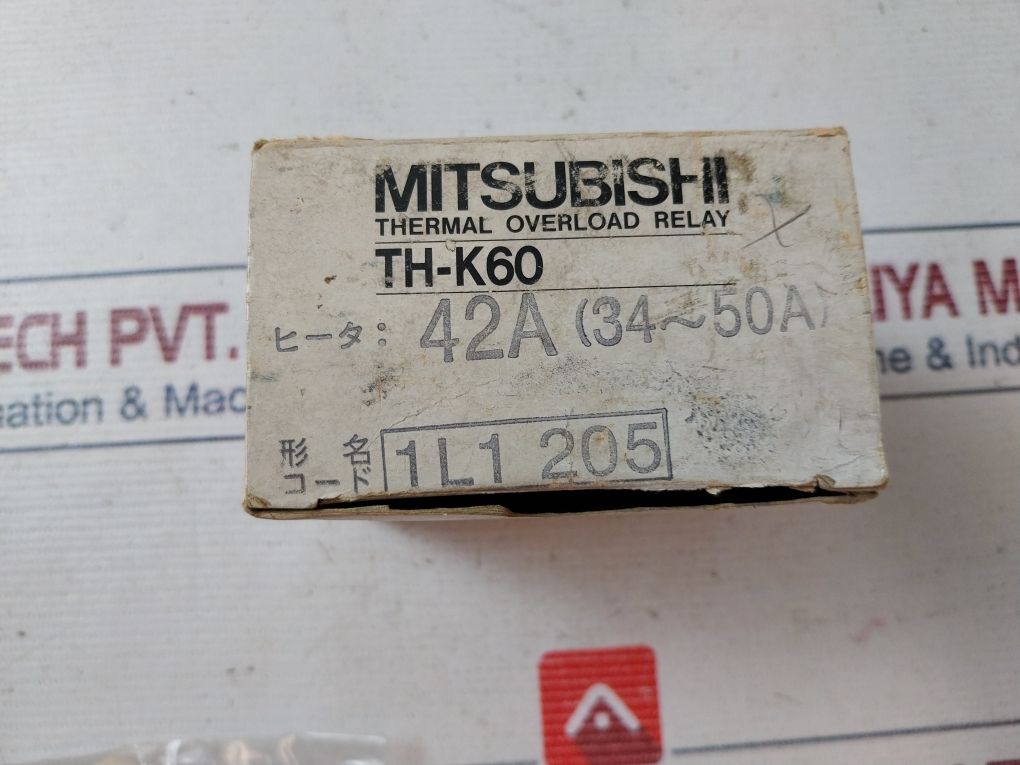 MITSUBISHI
THERMAL OVERLOAD RELAY
TH-K60
ヒータ: 42A (34~50A)
形名
コード 1L1 205
ECH PVT.
IYA M
nation & Mac
ne & Ind